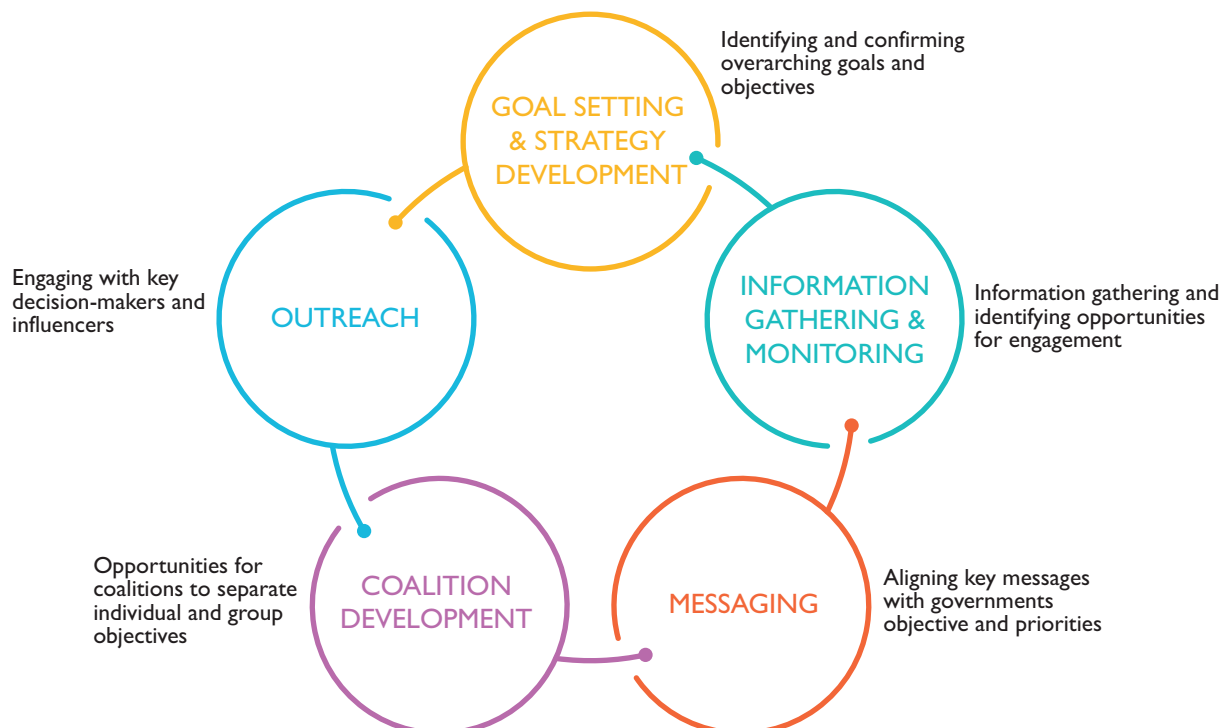 GOAL SETTING
& STRATEGY
DEVELOPMENT
Identifying and confirming
overarching goals and
objectives
INFORMATION
GATHERING &
MONITORING
Information gathering and
identifying opportunities
for engagement
MESSAGING
Aligning key messages
with governments
objective and priorities
COALITION
DEVELOPMENT
Opportunities for
coalitions to separate
individual and group
objectives
OUTREACH
Engaging with key
decision-makers and
influencers